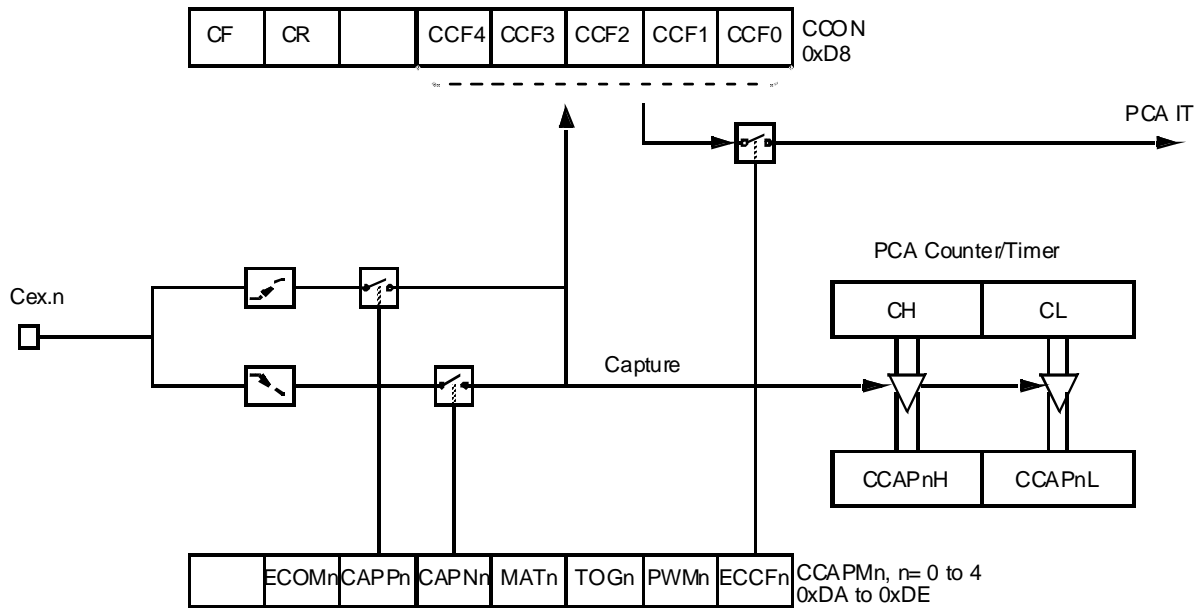 CF CR CCF4 CCF3 CCF2 CCF1 CCF0 CCON
0xD8
PCA IT
PCA Counter/Timer
Cex.n
CH CL
Capture
CCAPnH CCAPnL
ECOMn CAPPn CAPNn MATn TOGn PWMn ECCFn CCAPMn, n= 0 to 4
0xDA to 0xDE